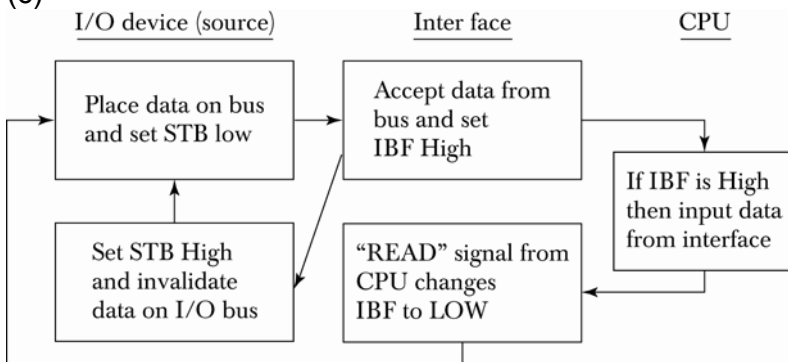 (c)
I/O device (source)
Inter face
CPU
Place data on bus
and set STB low
Accept data from
bus and set
IBF High
If IBF is High
then input data
from interface
Set STB High
and invalidate
data on I/O bus
“READ” signal from
CPU changes
IBF to LOW